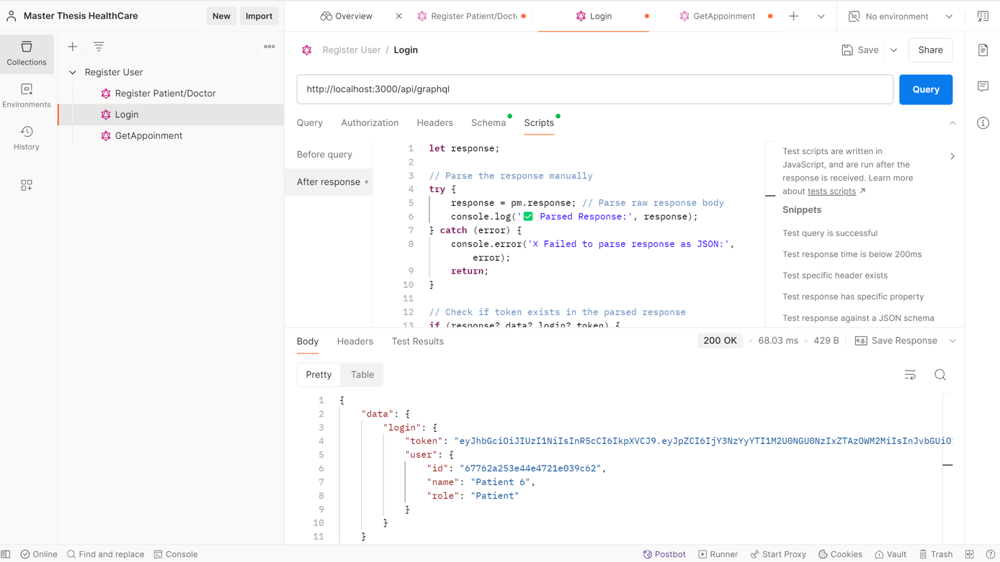 Master Thesis HealthCare
New
Import
Overview
Register Patient/Doct
Login
GetAppoinment
No environment
Collections
Environments
History
Register User
Register Patient/Doctor
Login
GetAppoinment
Register User / Login
Save
Share
http://localhost:3000/api/graphql
Query
Query
Authorization
Headers
Schema
Scripts
Before query
After response
1 let response;
2
3 // Parse the response manually
4 try {
5 response = pm.response; // Parse raw response body
6 console.log('✅ Parsed Response:', response);
7 } catch (error) {
8 console.error('X Failed to parse response as JSON:',
error);
9 return;
10 }
11
12 // Check if token exists in the parsed response
13 if (response?.data?.login?.token) {
Test scripts are written in
JavaScript, and are run after the
response is received. Learn more
about tests scripts ↗
Snippets
Test query is successful
Test response time is below 200ms
Test specific header exists
Test response has specific property
Test response against a JSON schema
Body
Headers
Test Results
200 OK
68.03 ms
429 B
e.g.
Save Response
Pretty
Table
1 {
2 "data": {
3 "login": {
4 "token": "eyJhbGciOiJIUzI1NiIsInR5cCI6IkpXVCJ9.eyJpZCI6IjY3NzYyYTI1M2U0NGU0NzIxZTAzOWM2MiIsInJvbGUiO
5 "user": {
6 "id": "67762a253e44e4721e039c62",
7 "name": "Patient 6",
8 "role": "Patient"
9 }
10 }
11 }
Online
Find and replace
Console
Postbot
Runner
Start Proxy
Cookies
Vault
Trash